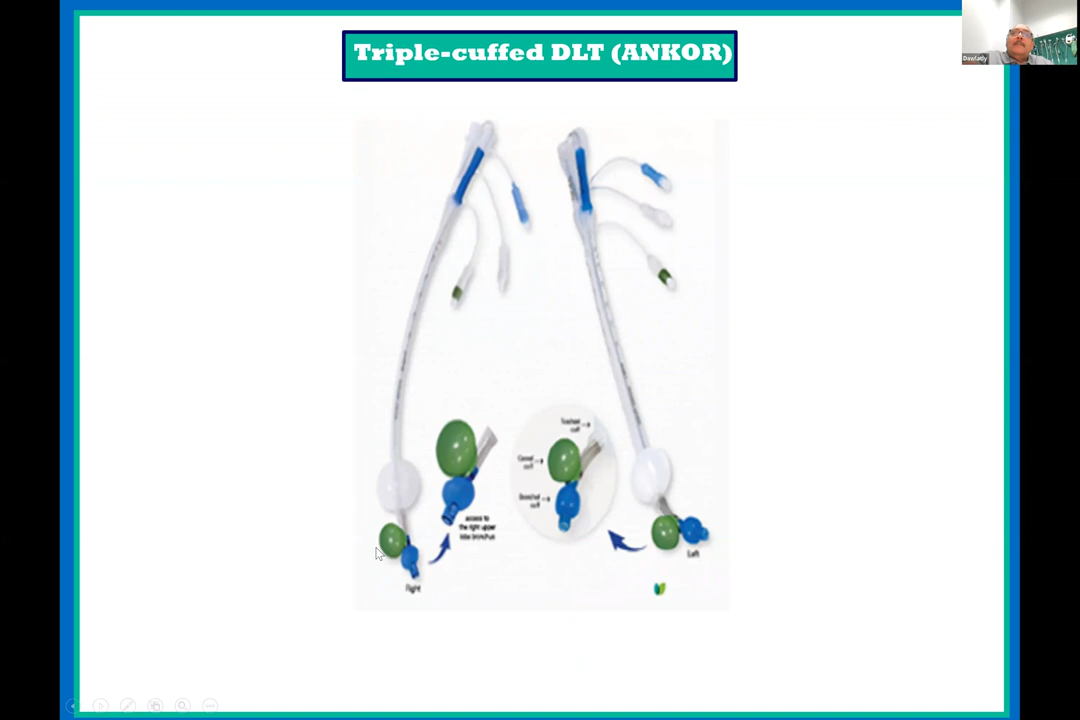 Triple-cuffed DLT (ANKOR)
Dawlatly
Tracheal
cuff
Carinal
cuff
Bronchial
cuff
access to
the right upper
lobe bronchus
Left
Right